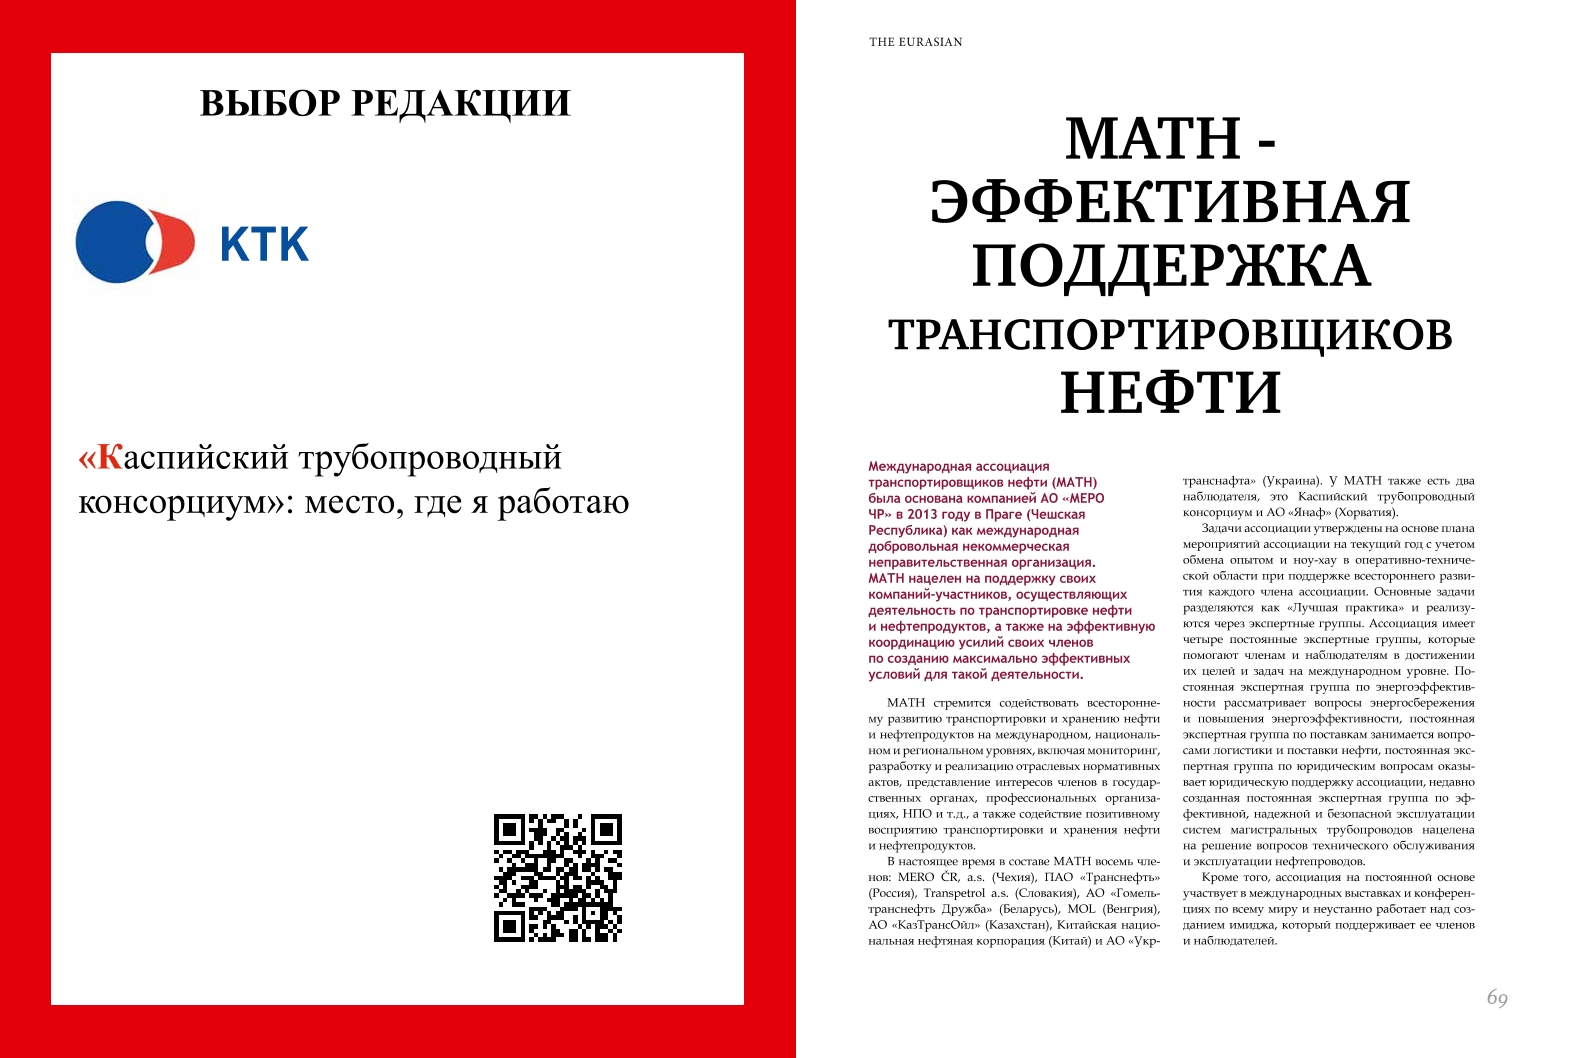 ВЫБОР РЕДАКЦИИ
КТК
«Каспийский трубопроводный
консорциум»: место, где я работаю
THE EURASIAN
МАТН -
ЭФФЕКТИВНАЯ
ПОДДЕРЖКА
ТРАНСПОРТИРОВЩИКОВ
НЕФТИ
Международная ассоциация
транспортировщиков нефти (МАТН)
была основана компанией АО «МЕРО
ЧР» в 2013 году в Праге (Чешская
Республика) как международная
добровольная некоммерческая
неправительственная организация.
МАТН нацелен на поддержку своих
компаний-участников, осуществляющих
деятельность по транспортировке нефти
и нефтепродуктов, а также на эффективную
координацию усилий своих членов
по созданию максимально эффективных
условий для такой деятельности.
МАТН стремится содействовать всесторонне-
му развитию транспортировки и хранению нефти
и нефтепродуктов на международном, националь-
ном и региональном уровнях, включая мониторинг,
разработку и реализацию отраслевых нормативных
актов, представление интересов членов в государ-
ственных органах, профессиональных организа-
циях, НПО и т.д., а также содействие позитивному
восприятию транспортировки и хранения нефти
и нефтепродуктов.
В настоящее время в составе МАТН восемь чле-
нов: MERO ČR, a.s. (Чехия), ПАО «Транснефть»
(Россия), Transpetrol a.s. (Словакия), АО «Гомель-
транснефть Дружба» (Беларусь), MOL (Венгрия),
АО «КазТрансОйл» (Казахстан), Китайская нацио-
нальная нефтяная корпорация (Китай) и АО «Укр-
транснафта» (Украина). У МАТН также есть два
наблюдателя, это Каспийский трубопроводный
консорциум и АО «Янаф» (Хорватия).
Задачи ассоциации утверждены на основе плана
мероприятий ассоциации на текущий год с учетом
обмена опытом и ноу-хау в оперативно-техниче-
ской области при поддержке всестороннего разви-
тия каждого члена ассоциации. Основные задачи
разделяются как «Лучшая практика» и реализу-
ются через экспертные группы. Ассоциация имеет
четыре постоянные экспертные группы, которые
помогают членам и наблюдателям в достижении
их целей и задач на международном уровне. По-
стоянная экспертная группа по энергоэффектив-
ности рассматривает вопросы энергосбережения
и повышения энергоэффективности, постоянная
экспертная группа по поставкам занимается вопро-
сами логистики и поставки нефти, постоянная экс-
пертная группа по юридическим вопросам оказы-
вает юридическую поддержку ассоциации, недавно
созданная постоянная экспертная группа по эф-
фективной, надежной и безопасной эксплуатации
систем магистральных трубопроводов нацелена
на решение вопросов технического обслуживания
и эксплуатации нефтепроводов.
Кроме того, ассоциация на постоянной основе
участвует в международных выставках и конферен-
циях по всему миру и неустанно работает над соз-
данием имиджа, который поддерживает ее членов
и наблюдателей.
69